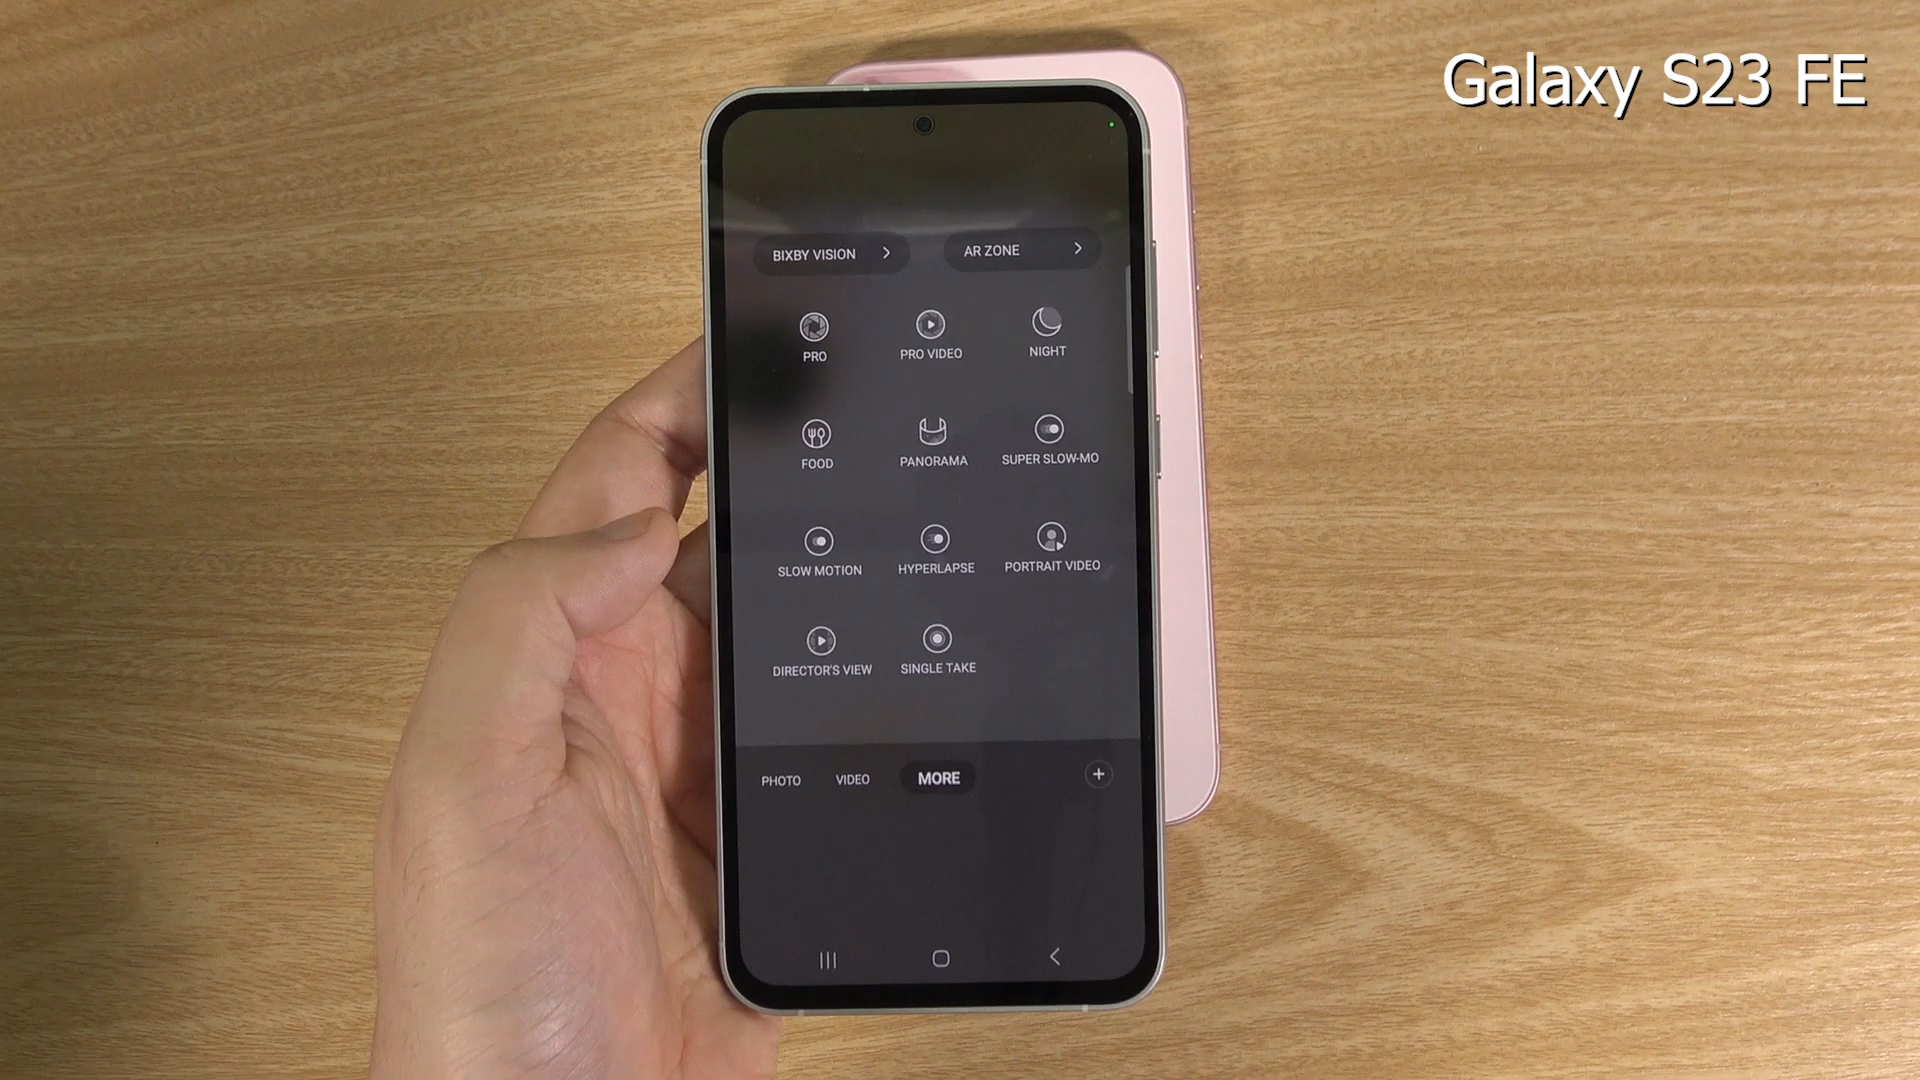 Galaxy S23 FE
BIXBY VISION
AR ZONE
PRO
PRO VIDEO
NIGHT
FOOD
PANORAMA
SUPER SLOW-MO
SLOW MOTION
HYPERLAPSE
PORTRAIT VIDEO
DIRECTOR'S VIEW
SINGLE TAKE
PHOTO
VIDEO
MORE